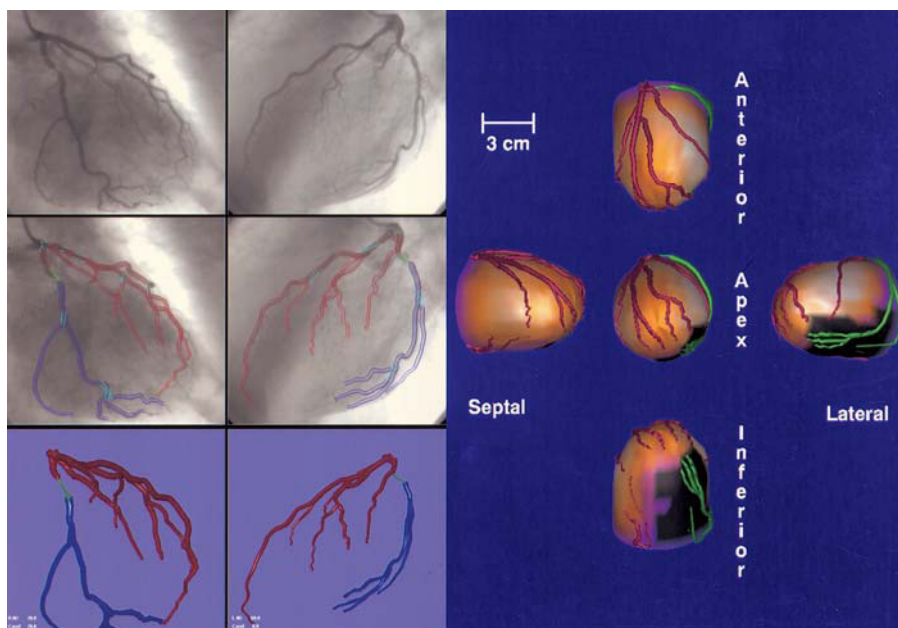 Anterior
3 cm
Apex
Septal
Lateral
Inferior